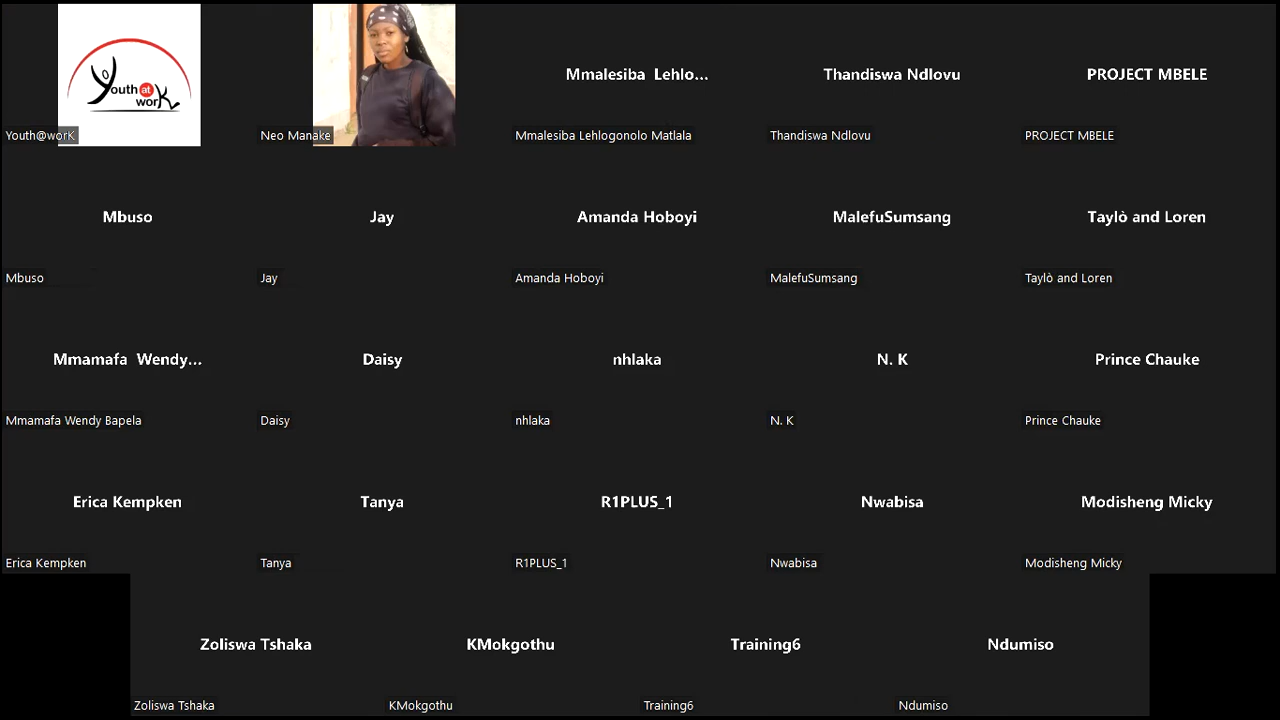 Youth at worK
Youth@worK
Neo Manake
Mmalesiba Lehlo...
Mmalesiba Lehlogonolo Matlala
Thandiswa Ndlovu
Thandiswa Ndlovu
PROJECT MBELE
PROJECT MBELE
Mbuso
Mbuso
Jay
Jay
Amanda Hoboyi
Amanda Hoboyi
MalefuSumsang
MalefuSumsang
Taylò and Loren
Taylò and Loren
Mmamafa Wendy...
Mmamafa Wendy Bapela
Daisy
Daisy
nhlaka
nhlaka
N. K
N. K
Prince Chauke
Prince Chauke
Erica Kempken
Erica Kempken
Tanya
Tanya
R1PLUS_1
R1PLUS_1
Nwabisa
Nwabisa
Modisheng Micky
Modisheng Micky
Zoliswa Tshaka
Zoliswa Tshaka
KMokgothu
KMokgothu
Training6
Training6
Ndumiso
Ndumiso